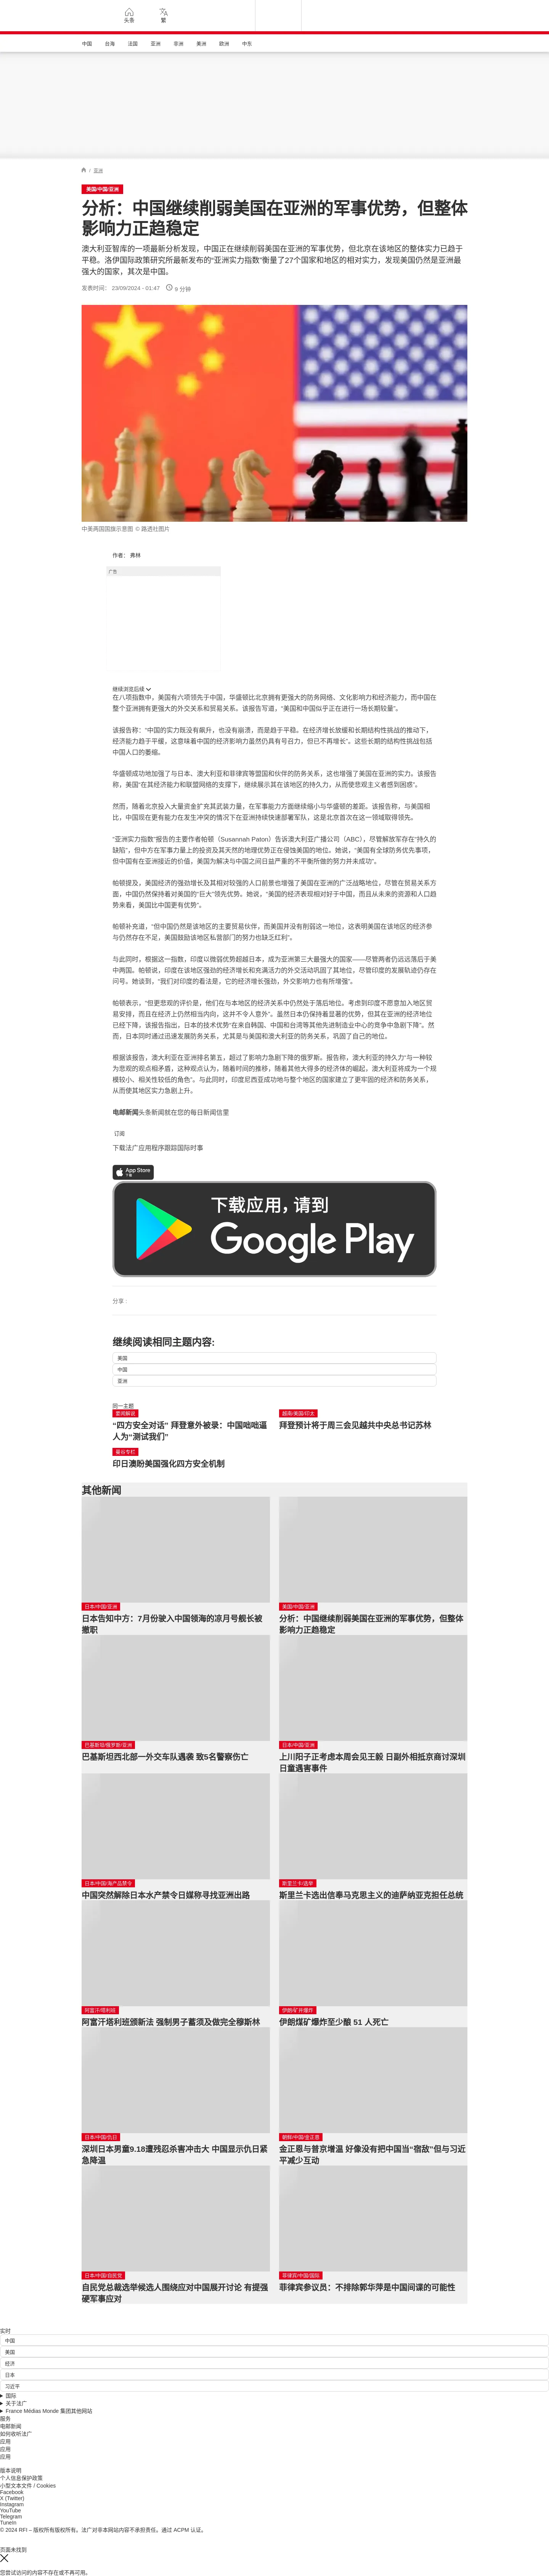 头条
繁
中国 台海 法国 亚洲 非洲 美洲 欧洲 中东
/ 亚洲
美国/中国/亚洲
分析：中国继续削弱美国在亚洲的军事优势，但整体
影响力正趋稳定
澳大利亚智库的一项最新分析发现，中国正在继续削弱美国在亚洲的军事优势，但北京在该地区的整体实力已趋于
平稳。洛伊国际政策研究所最新发布的“亚洲实力指数”衡量了27个国家和地区的相对实力，发现美国仍然是亚洲最
强大的国家，其次是中国。
发表时间： 23/09/2024 - 01:47 9 分钟
中美两国国旗示意图 © 路透社图片
作者： 弗林
广告
继续浏览后续
在八项指数中，美国有六项领先于中国，华盛顿比北京拥有更强大的防务网络、文化影响力和经济能力，而中国在
整个亚洲拥有更强大的外交关系和贸易关系。该报告写道，“美国和中国似乎正在进行一场长期较量”。
该报告称：“中国的实力既没有飙升，也没有崩溃，而是趋于平稳。在经济增长放缓和长期结构性挑战的推动下，
经济能力趋于平缓，这意味着中国的经济影响力虽然仍具有号召力，但已不再增长”。这些长期的结构性挑战包括
中国人口的萎缩。
华盛顿成功地加强了与日本、澳大利亚和菲律宾等盟国和伙伴的防务关系，这也增强了美国在亚洲的实力。该报告
称，美国“在其经济能力和联盟网络的支撑下，继续展示其在该地区的持久力，从而使悲观主义者感到困惑”。
然而，随着北京投入大量资金扩充其武装力量，在军事能力方面继续缩小与华盛顿的差距。该报告称，与美国相
比，中国现在更有能力在发生冲突的情况下在亚洲持续快速部署军队，这是北京首次在这一领域取得领先。
“亚洲实力指数”报告的主要作者帕顿（Susannah Paton）告诉澳大利亚广播公司（ABC），尽管解放军存在“持久的
缺陷”，但中方在军事力量上的投资及其天然的地理优势正在侵蚀美国的地位。她说，“美国有全球防务优先事项，
但中国有在亚洲接近的价值，美国为解决与中国之间日益严重的不平衡所做的努力并未成功”。
帕顿提及，美国经济的强劲增长及其相对较强的人口前景也增强了美国在亚洲的广泛战略地位，尽管在贸易关系方
面，中国仍然保持着对美国的“巨大”领先优势。她说，“美国的经济表现相对好于中国，而且从未来的资源和人口趋
势来看，美国比中国更有优势”。
帕顿补充道，“但中国仍然是该地区的主要贸易伙伴，而美国并没有削弱这一地位，这表明美国在该地区的经济参
与仍然存在不足，美国鼓励该地区私营部门的努力也缺乏红利”。
与此同时，根据这一指数，印度以微弱优势超越日本，成为亚洲第三大最强大的国家——尽管两者仍远远落后于美
中两国。帕顿说，印度在该地区强劲的经济增长和充满活力的外交活动巩固了其地位，尽管印度的发展轨迹仍存在
问号。她谈到，“我们对印度的看法是，它的经济增长强劲，外交影响力也有所增强”。
帕顿表示，“但更悲观的评价是，他们在与本地区的经济关系中仍然处于落后地位。考虑到印度不愿意加入地区贸
易安排，而且在经济上仍然相当内向，这并不令人意外”。虽然日本仍保持着显著的优势，但其在亚洲的经济地位
已经下降，该报告指出，日本的技术优势“在来自韩国、中国和台湾等其他先进制造业中心的竞争中急剧下降”。然
而，日本同时通过迅速发展防务关系，尤其是与美国和澳大利亚的防务关系，巩固了自己的地位。
根据该报告，澳大利亚在亚洲排名第五，超过了影响力急剧下降的俄罗斯。报告称，澳大利亚的持久力“与一种较
为悲观的观点相矛盾，这种观点认为，随着时间的推移，随着其他大得多的经济体的崛起，澳大利亚将成为一个规
模较小、相关性较低的角色”。与此同时，印度尼西亚成功地与整个地区的国家建立了更牢固的经济和防务关系，
从而使其地区实力急剧上升。
电邮新闻头条新闻就在您的每日新闻信里
订阅
下载法广应用程序跟踪国际时事
App Store
下载
下载应用，请到
Google Play
分享 :
继续阅读相同主题内容:
美国
中国
亚洲
同一主题
要闻解说
“四方安全对话” 拜登意外被录：中国咄咄逼
人为“测试我们”
越南/美国/印太
拜登预计将于周三会见越共中央总书记苏林
曼谷专栏
印日澳盼美国强化四方安全机制
其他新闻
日本/中国/亚洲
日本告知中方：7月份驶入中国领海的凉月号舰长被
撤职
美国/中国/亚洲
分析：中国继续削弱美国在亚洲的军事优势，但整体
影响力正趋稳定
巴基斯坦/俄罗斯/亚洲
巴基斯坦西北部一外交车队遇袭 致5名警察伤亡
日本/中国/亚洲
上川阳子正考虑本周会见王毅 日副外相抵京商讨深圳
日童遇害事件
日本/中国/海产品禁令
中国突然解除日本水产禁令日媒称寻找亚洲出路
斯里兰卡/选举
斯里兰卡选出信奉马克思主义的迪萨纳亚克担任总统
阿富汗/塔利班
阿富汗塔利班颁新法 强制男子蓄须及做完全穆斯林
伊朗/矿井爆炸
伊朗煤矿爆炸至少酿 51 人死亡
日本/中国/仇日
深圳日本男童9.18遭残忍杀害冲击大 中国显示仇日紧
急降温
朝鲜/中国/金正恩
金正恩与普京增温 好像没有把中国当“宿敌”但与习近
平减少互动
日本/中国/自民党
自民党总裁选举候选人围绕应对中国展开讨论 有提强
硬军事应对
菲律宾/中国/国际
菲律宾参议员：不排除郭华萍是中国间谍的可能性
实时
中国
美国
经济
日本
习近平
国际
关于法广
France Médias Monde 集团其他网站
服务
电邮新闻
如何收听法广
应用
应用
应用
版本说明
个人信息保护政策
小型文本文件 / Cookies
Facebook
X (Twitter)
Instagram
YouTube
Telegram
TuneIn
© 2024 RFI – 版权所有版权所有。法广对非本网站内容不承担责任。通过 ACPM 认证。
页面未找到
您尝试访问的内容不存在或不再可用。